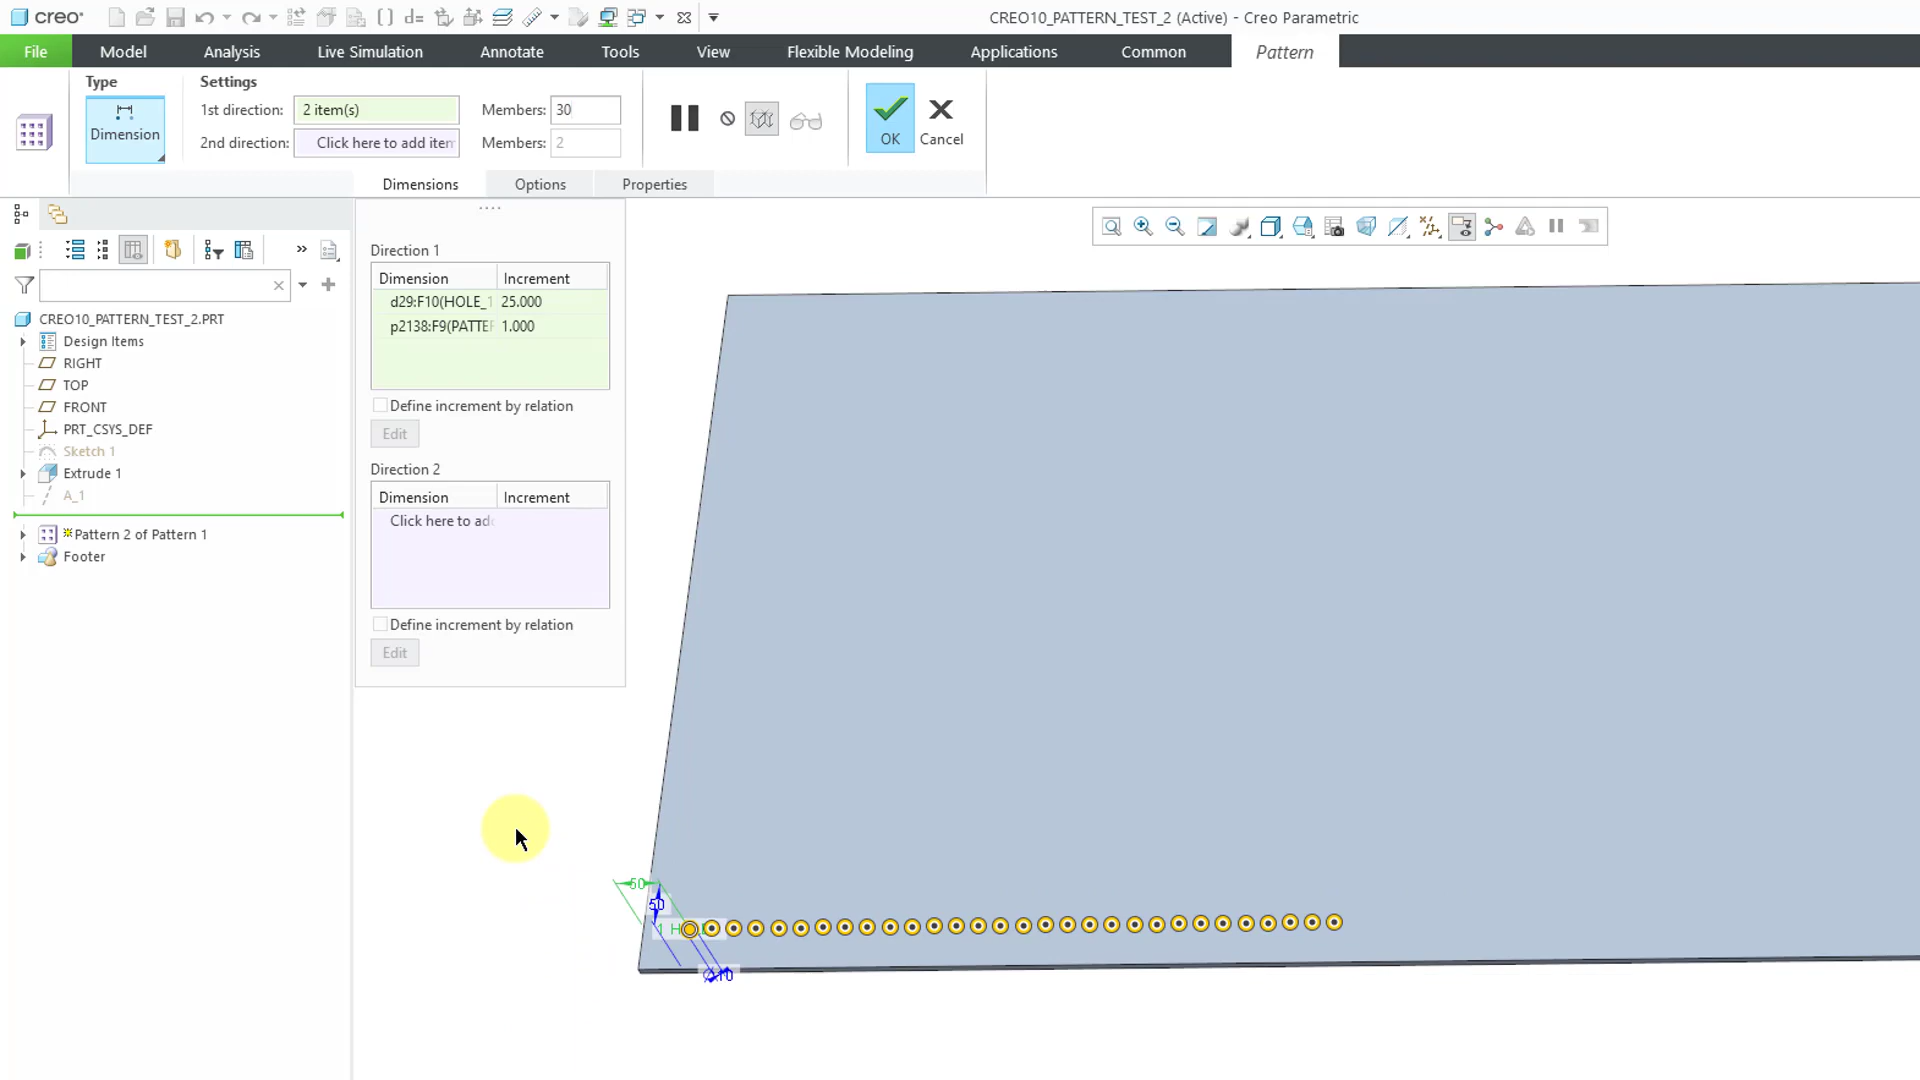 creo
CREO10_PATTERN_TEST_2 (Active) - Creo Parametric
File
Model
Analysis
Live Simulation
Annotate
Tools
View
Flexible Modeling
Applications
Common
Pattern
Type
Dimension
Settings
1st direction:
2 item(s)
Members:
30
2nd direction:
Click here to add item
Members:
2
OK
Cancel
Dimensions
Options
Properties
Direction 1
Dimension
Increment
d29:F10(HOLE_1
25.000
p2138:F9(PATTER
1.000
Define increment by relation
Edit
Direction 2
Dimension
Increment
Click here to add
Define increment by relation
Edit
CREO10_PATTERN_TEST_2.PRT
Design Items
RIGHT
TOP
FRONT
PRT_CSYS_DEF
Sketch 1
Extrude 1
A_1
Pattern 2 of Pattern 1
Footer
50
50
Ø10